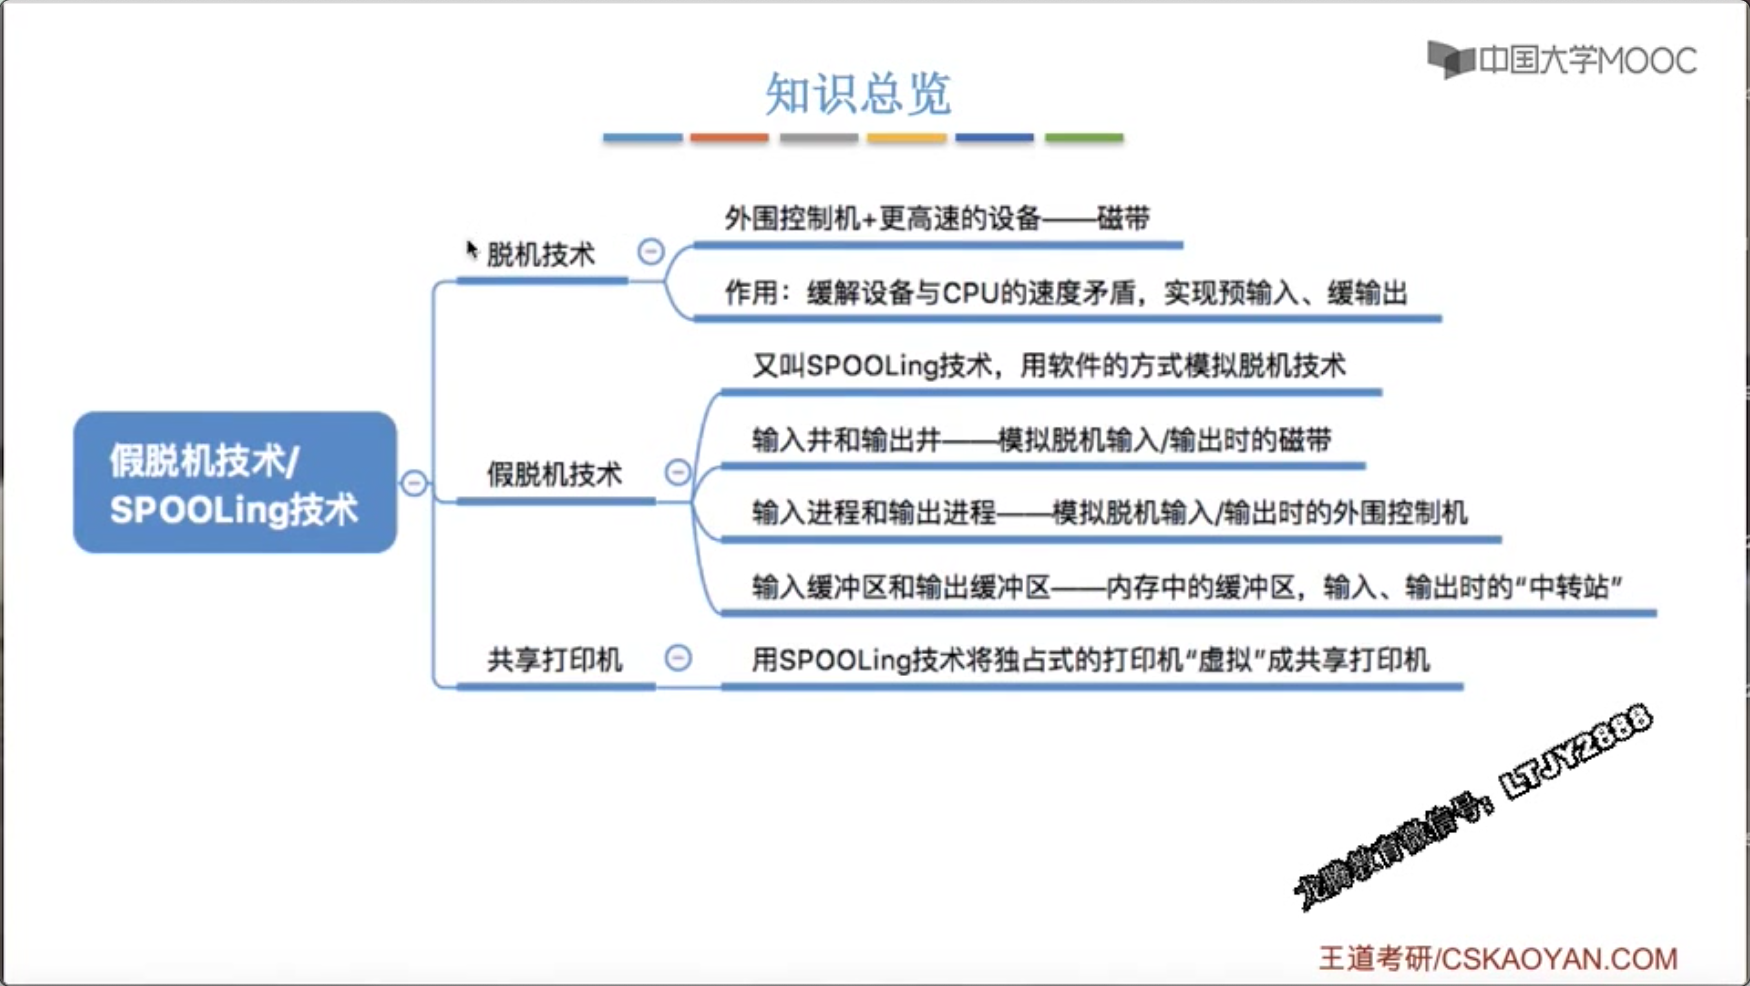 中国大学MOOC
知识总览
外围控制机+更高速的设备——磁带
脱机技术
作用：缓解设备与CPU的速度矛盾，实现预输入、缓输出
又叫SPOOLing技术，用软件的方式模拟脱机技术
输入井和输出井——模拟脱机输入/输出时的磁带
假脱机技术/
SPOOLing技术
假脱机技术
输入进程和输出进程——模拟脱机输入/输出时的外围控制机
输入缓冲区和输出缓冲区——内存中的缓冲区，输入、输出时的“中转站”
共享打印机
用SPOOLing技术将独占式的打印机“虚拟”成共享打印机
龙腾教育微信号：LTJY2888
王道考研/CSKAOYAN.COM